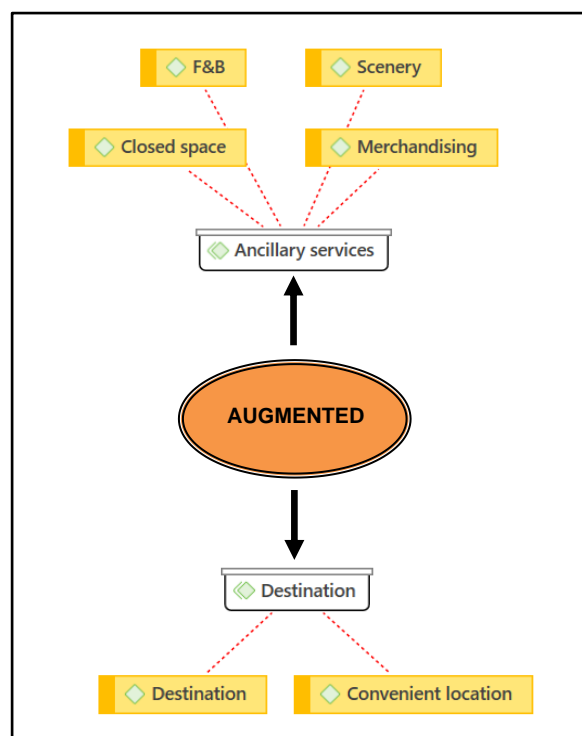 F&B
Scenery
Closed space
Merchandising
Ancillary services
AUGMENTED
Destination
Destination
Convenient location